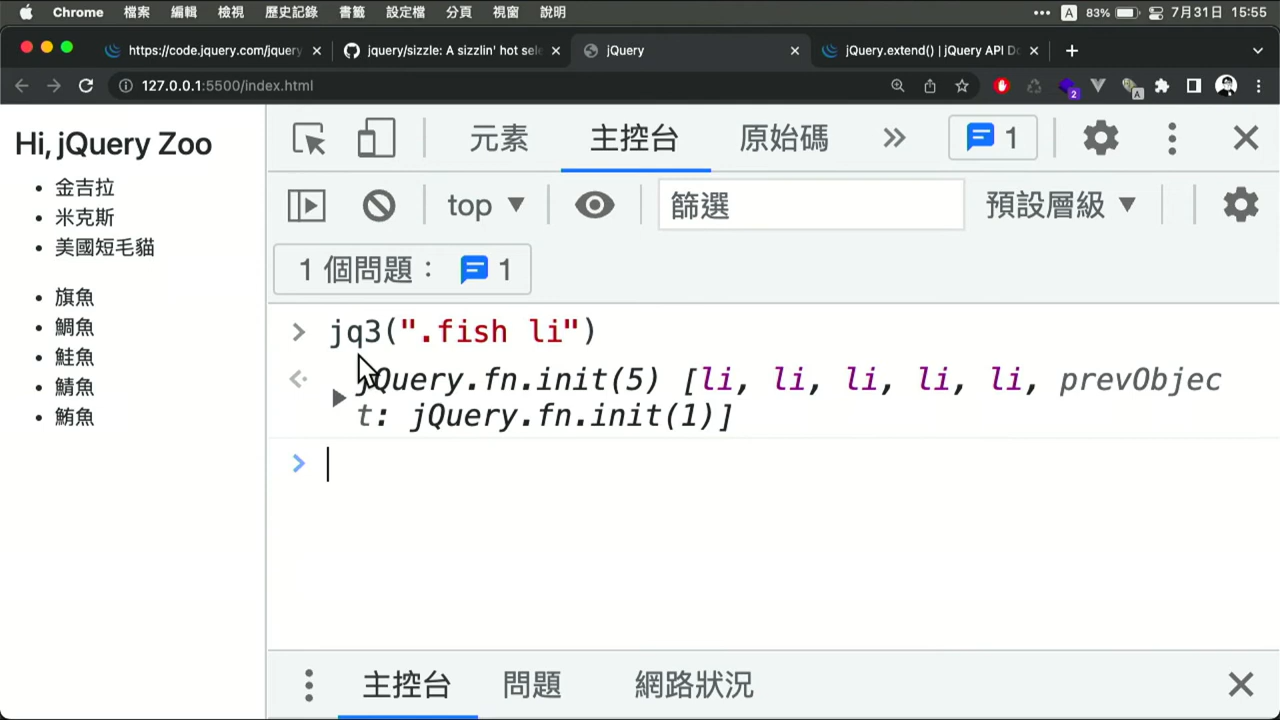 Chrome 檔案 編輯 檢視 歷史記錄 書籤 設定檔 分頁 視窗 說明 A 83% 7月31日 15:55
https://code.jquery.com/jquery jquery/sizzle: A sizzlin' hot sele jQuery jQuery.extend() | jQuery API Do
127.0.0.1:5500/index.html 2 A
Hi, jQuery Zoo
金吉拉
米克斯
美國短毛貓
旗魚
鯛魚
鮭魚
鯖魚
鮪魚
元素 主控台 原始碼 1
top 篩選 預設層級
1 個問題： 1
jq3(".fish li")
jQuery.fn.init(5) [li, li, li, li, li, prevObjec
t: jQuery.fn.init(1)]
主控台 問題 網路狀況